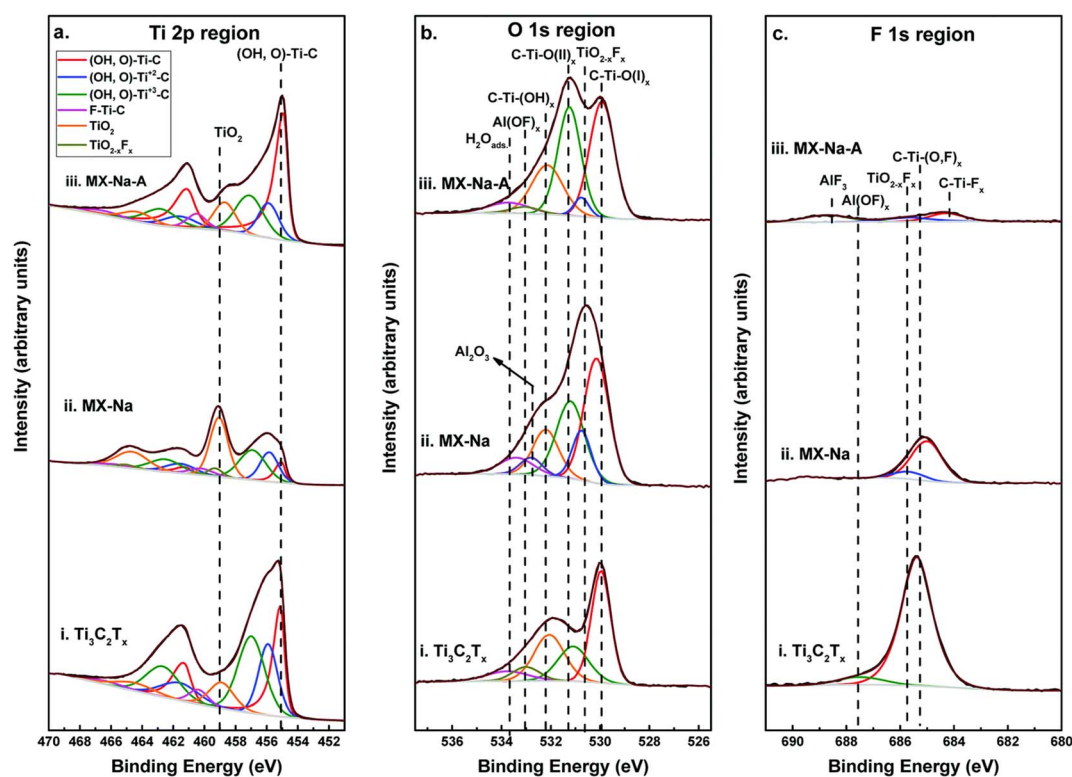 a.
Ti 2p region
(OH, O)-Ti-C
(OH, O)-Ti⁺²-C
(OH, O)-Ti⁺³-C
F-Ti-C
TiO₂
TiO₂₋ₓFₓ
(OH, O)-Ti-C
TiO₂
iii. MX-Na-A
ii. MX-Na
i. Ti₃C₂Tₓ
Intensity (arbitrary units)
470 468 466 464 462 460 458 456 454 452
Binding Energy (eV)
b.
O 1s region
C-Ti-O(II)ₓ TiO₂₋ₓFₓ
C-Ti-O(I)ₓ
C-Ti-(OH)ₓ
Al(OF)ₓ
H₂Oads.
iii. MX-Na-A
Al₂O₃
ii. MX-Na
i. Ti₃C₂Tₓ
Intensity (arbitrary units)
536 534 532 530 528
Binding Energy (eV)
c.
F 1s region
iii. MX-Na-A
C-Ti-(O,F)ₓ
TiO₂₋ₓFₓ
AlF₃
C-Ti-Fₓ
Al(OF)ₓ
ii. MX-Na
i. Ti₃C₂Tₓ
Intensity (arbitrary units)
690 688 686 684 682 680
Binding Energy (eV)